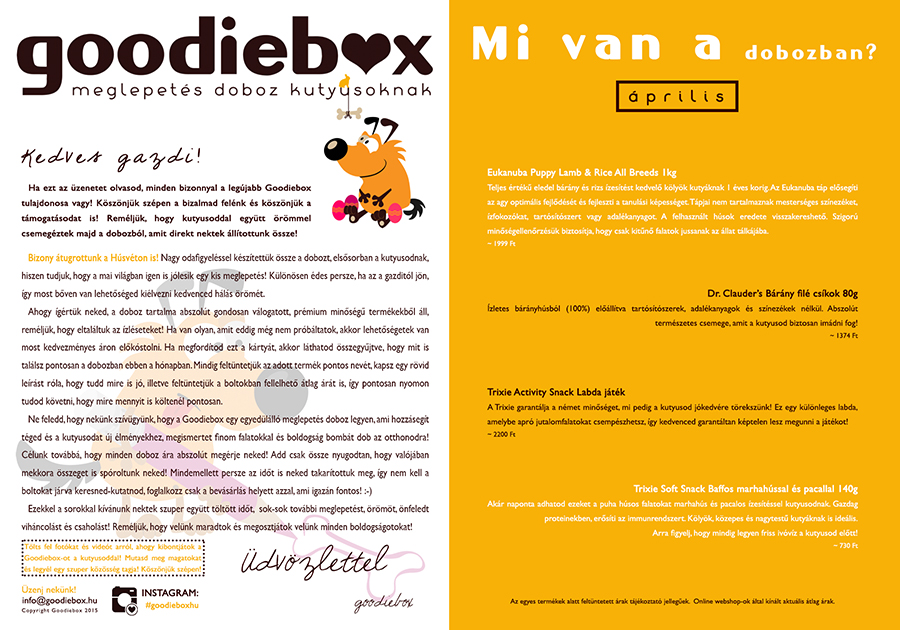 goodiebox
meglepetés doboz kutyusoknak
Kedves gazdi!
Ha ezt az üzenetet olvasod, minden bizonnyal a legújabb Goodiebox
tulajdonosa vagy! Köszönjük szépen a bizalmad felénk és köszönjük a
támogatásodat is! Reméljük, hogy kutyusoddal együtt örömmel
csemegéztek majd a dobozból, amit direkt nektek állítottunk össze!
Bizony átugrottunk a Húsvéton is! Nagy odafigyeléssel készítettük össze a dobozt, elsősorban a kutyusodnak,
hiszen tudjuk, hogy a mai világban igen is jólesik egy kis meglepetés! Különösen édes persze, ha az a gazditól jön,
így most bőven van lehetőséged kiélvezni kedvenced hálás örömét.
Ahogy ígértük neked, a doboz tartalma abszolút gondosan válogatott, prémium minőségű termékekből áll,
reméljük, hogy eltaláltuk az ízléseteket! Ha van olyan, amit eddig még nem próbáltatok, akkor lehetőségetek van
most kedvezményes áron előkóstolni. Ha megfordítod ezt a kártyát, akkor láthatod összegyűjtve, hogy mit is
találsz pontosan a dobozban ebben a hónapban. Mindig feltüntetjük az adott termék pontos nevét, kapsz egy rövid
leírást róla, hogy tudd mire is jó, illetve feltüntetjük a boltokban fellelhető átlag árát is, így pontosan nyomon
tudod követni, hogy mire mennyit is költenél pontosan.
Ne feledd, hogy nekünk szívügyünk, hogy a Goodiebox egy egyedülálló meglepetés doboz legyen, ami hozzásegít
téged és a kutyusodat új élményekhez, megismertet finom falatokkal és boldogság bombát dob az otthonodra!
Célunk továbbá, hogy minden doboz ára abszolút megérje neked! Add csak össze nyugodtan, hogy valójában
mekkora összeget is spóroltunk neked! Mindemellett persze az időt is neked takarítottuk meg, így nem kell a
boltokat járva keresned-kutatnod, foglalkozz csak a bevásárlás helyett azzal, ami igazán fontos! :-)
Ezekkel a sorokkal kívánunk nektek szuper együtt töltött időt, sok-sok további meglepetést, örömöt, önfeledt
viháncolást és csaholást! Reméljük, hogy velünk maradtok és megosztjátok velünk minden boldogságotokat!
Tölts fel fotókat és videót arról, ahogy kibontjátok a
Goodiebox-ot a kutyusoddal! Mutasd meg magatokat
és legyél egy szuper közösség tagja! Köszönjük szépen!
Üdvözlettel
goodiebox
Üzenj nekünk!
info@goodiebox.hu
Copyright Goodiebox 2015
INSTAGRAM:
#goodieboxhu
Mi van a dobozban?
április
Eukanuba Puppy Lamb & Rice All Breeds 1kg
Teljes értékű eledel bárány és rizs ízesítést kedvelő kölyök kutyáknak 1 éves korig. Az Eukanuba táp elősegíti
az agy optimális fejlődését és fejleszti a tanulási képességet. Tápjai nem tartalmaznak mesterséges színezéket,
ízfokozókat, tartósítószert vagy adalékanyagot. A felhasznált húsok eredete visszakereshető. Szigorú
minőségellenőrzésük biztosítja, hogy csak kitűnő falatok jussanak az állat táljakába.
~ 1999 Ft
Dr. Clauder's Bárány filé csíkok 80g
Ízletes bárányhúsból (100%) előállítva tartósítószerek, adalékanyagok és színezékek nélkül. Abszolút
természetes csemege, amit a kutyusod biztosan imádni fog!
~ 1374 Ft
Trixie Activity Snack Labda játék
A Trixie garantálja a német minőséget, mi pedig a kutyusod jókedvére törekszünk! Ez egy különleges labda,
amelybe apró jutalomfalatokat csempészhetsz, így kedvenced garantáltan képtelen lesz megunni a játékot!
~ 2200 Ft
Trixie Soft Snack Baffos marhahússal és pacallal 140g
Akár naponta adhatod ezeket a puha húsos falatokat marhahús és pacalos ízesítéssel kutyusodnak. Gazdag
proteinekben, erősíti az immunrendszert. Kölyök, közepes és nagytestű kutyáknak is ideális.
Arra figyelj, hogy mindig legyen friss ivóvíz a kutyusod előtt!
~ 730 Ft
Az egyes termékek alatt feltüntetett árak tájékoztató jellegűek. Online webshop-ok által kínált aktuális átlag árak.